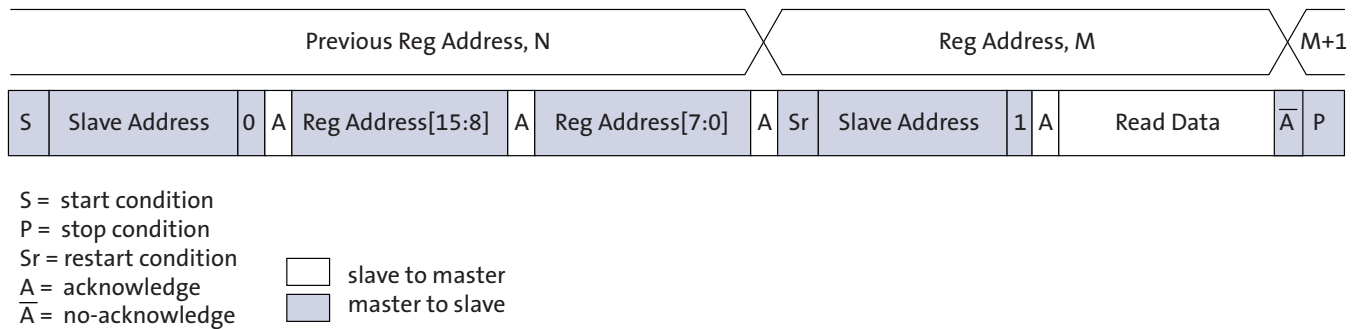 Previous Reg Address, N Reg Address, M M+1
S Slave Address 0 A Reg Address[15:8] A Reg Address[7:0] A Sr Slave Address 1 A Read Data A̅ P
S = start condition
P = stop condition
Sr = restart condition
A = acknowledge
A̅ = no-acknowledge
slave to master
master to slave